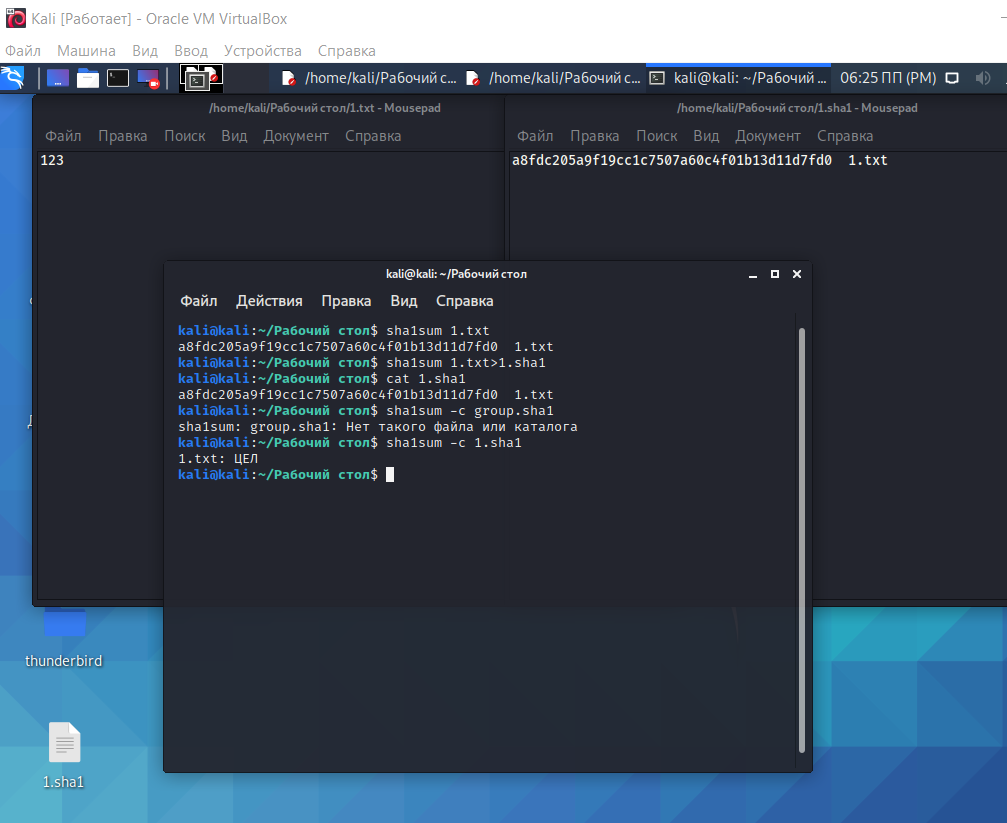 Kali [Работает] - Oracle VM VirtualBox
Файл Машина Вид Ввод Устройства Справка
/home/kali/Рабочий с... /home/kali/Рабочий с... kali@kali: ~/Рабочий ... 06:25 ПП (PM)
/home/kali/Рабочий стол/1.txt - Mousepad
Файл Правка Поиск Вид Документ Справка
123
/home/kali/Рабочий стол/1.sha1 - Mousepad
Файл Правка Поиск Вид Документ Справка
a8fdc205a9f19cc1c7507a60c4f01b13d11d7fd0  1.txt
kali@kali: ~/Рабочий стол
Файл Действия Правка Вид Справка
kali@kali:~/Рабочий стол$ sha1sum 1.txt
a8fdc205a9f19cc1c7507a60c4f01b13d11d7fd0  1.txt
kali@kali:~/Рабочий стол$ sha1sum 1.txt>1.sha1
kali@kali:~/Рабочий стол$ cat 1.sha1
a8fdc205a9f19cc1c7507a60c4f01b13d11d7fd0  1.txt
kali@kali:~/Рабочий стол$ sha1sum -c group.sha1
sha1sum: group.sha1: Нет такого файла или каталога
kali@kali:~/Рабочий стол$ sha1sum -c 1.sha1
1.txt: ЦЕЛ
kali@kali:~/Рабочий стол$
thunderbird
1.sha1